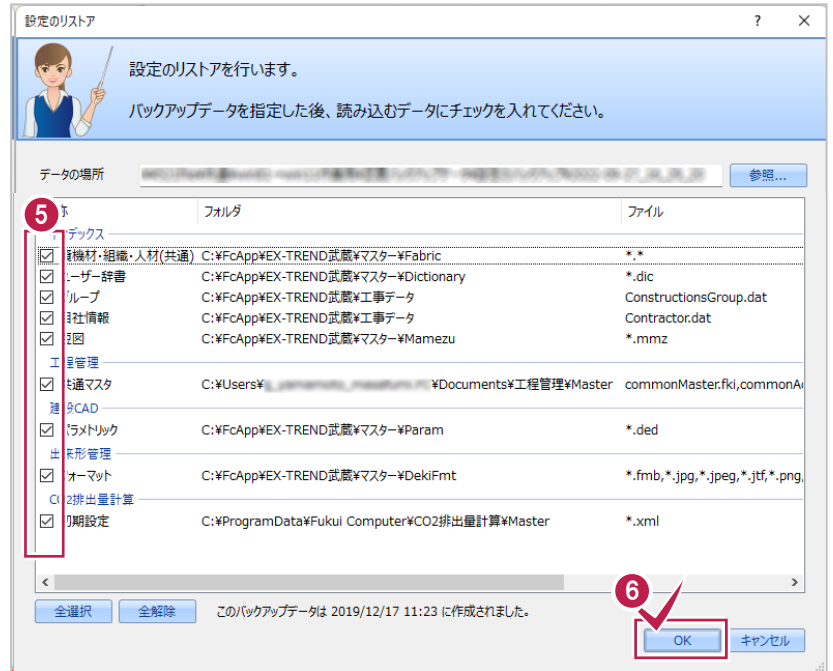 設定のリストア ? ×
設定のリストアを行います。
バックアップデータを指定した後、読み込むデータにチェックを入れてください。
データの場所 参照...
5 フォルダ ファイル
デックス
機材・組織・人材(共通) C:¥FcApp¥EX-TREND武蔵¥マスター¥Fabric *.*
ーザー辞書 C:¥FcApp¥EX-TREND武蔵¥マスター¥Dictionary *.dic
ループ C:¥FcApp¥EX-TREND武蔵¥工事データ ConstructionsGroup.dat
社情報 C:¥FcApp¥EX-TREND武蔵¥工事データ Contractor.dat
図 C:¥FcApp¥EX-TREND武蔵¥マスター¥Mamezu *.mmz
工程管理
通マスタ C:¥Users¥ ¥Documents¥工程管理¥Master commonMaster.fki,commonA
建設CAD
パラメトリック C:¥FcApp¥EX-TREND武蔵¥マスター¥Param *.ded
出来形管理
ォーマット C:¥FcApp¥EX-TREND武蔵¥マスター¥DekiFmt *.fmb,*.jpg,*.jpeg,*.jtf,*.png,
CO2排出量計算
期設定 C:¥ProgramData¥Fukui Computer¥CO2排出量計算¥Master *.xml
6
全選択 全解除 このバックアップデータは 2019/12/17 11:23 に作成されました。
OK キャンセル